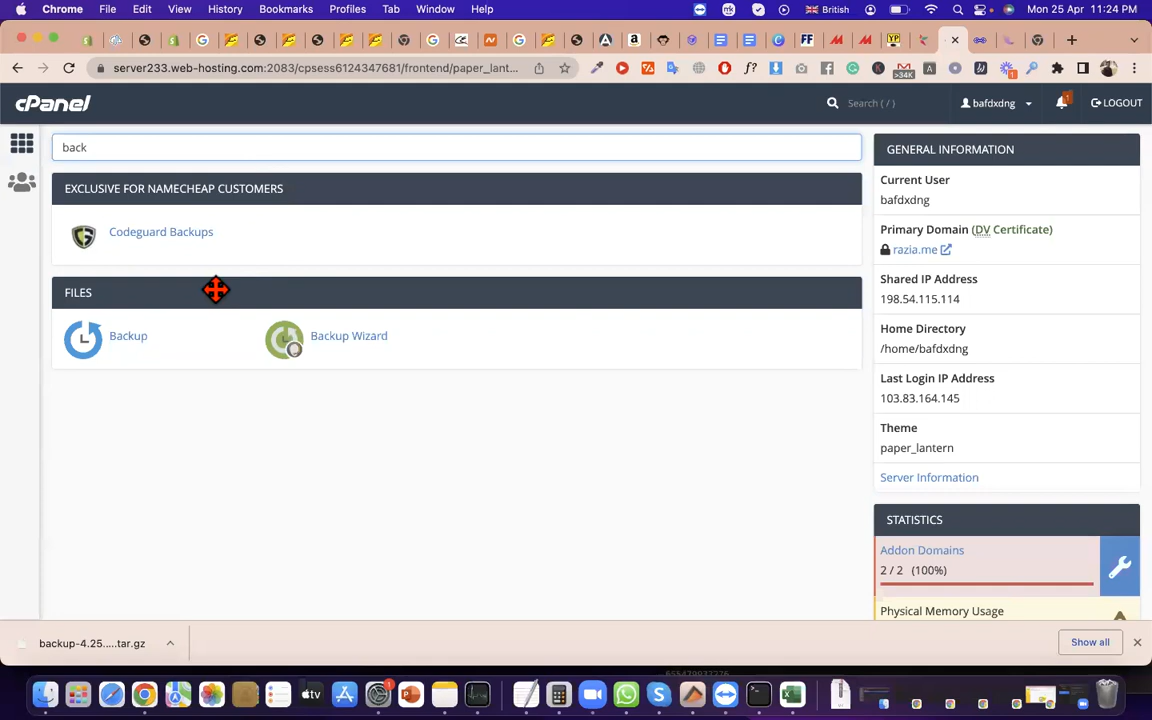 Chrome File Edit View History Bookmarks Profiles Tab Window Help British Mon 25 Apr 11:24 PM
server233.web-hosting.com:2083/cpsess6124347681/frontend/paper_lant...
cPanel Search ( / ) bafdxdng 1 LOGOUT
back
EXCLUSIVE FOR NAMECHEAP CUSTOMERS
Codeguard Backups
FILES
Backup Backup Wizard
GENERAL INFORMATION
Current User
bafdxdng
Primary Domain (DV Certificate)
razia.me
Shared IP Address
198.54.115.114
Home Directory
/home/bafdxdng
Last Login IP Address
103.83.164.145
Theme
paper_lantern
Server Information
STATISTICS
Addon Domains
2 / 2 (100%)
Physical Memory Usage
backup-4.25.....tar.gz Show all